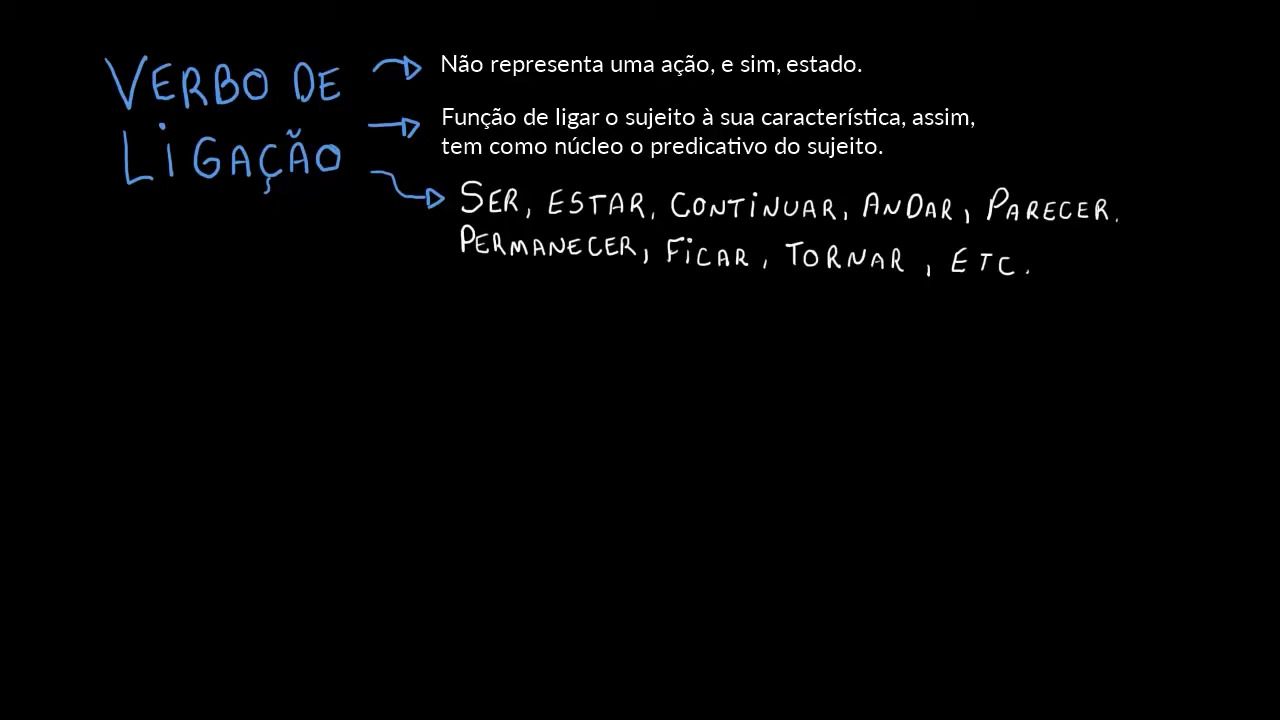 VERBO DE
LIGAÇÃO
Não representa uma ação, e sim, estado.
Função de ligar o sujeito à sua característica, assim,
tem como núcleo o predicativo do sujeito.
SER, ESTAR, CONTINUAR, ANDAR, PARECER.
PERMANECER, FICAR, TORNAR, ETC.